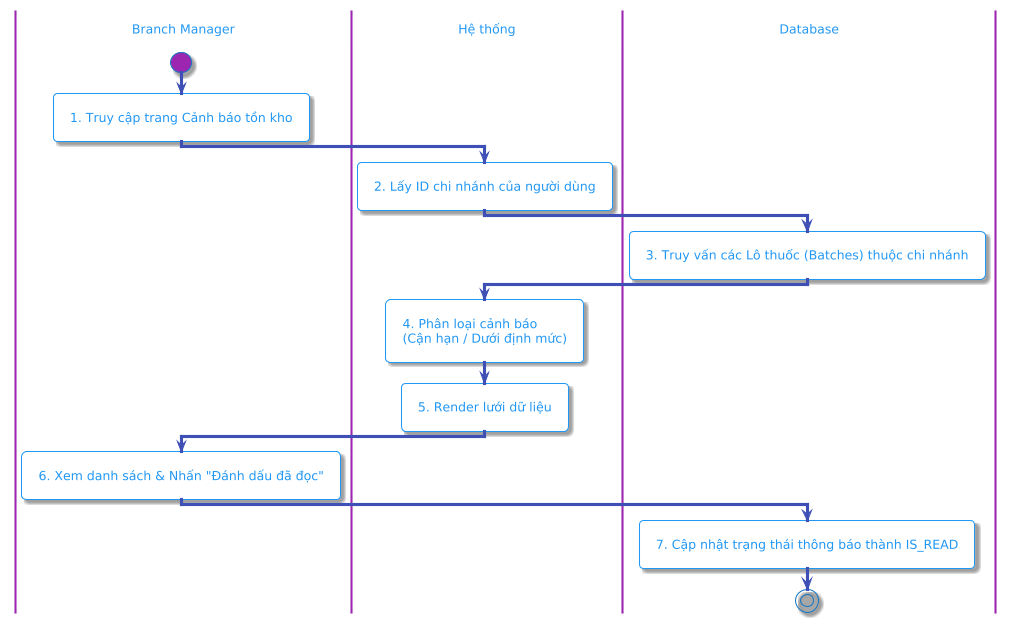 Branch Manager
Hệ thống
Database
1. Truy cập trang Cảnh báo tồn kho
2. Lấy ID chi nhánh của người dùng
3. Truy vấn các Lô thuốc (Batches) thuộc chi nhánh
4. Phân loại cảnh báo
(Cận hạn / Dưới định mức)
5. Render lưới dữ liệu
6. Xem danh sách & Nhấn "Đánh dấu đã đọc"
7. Cập nhật trạng thái thông báo thành IS_READ